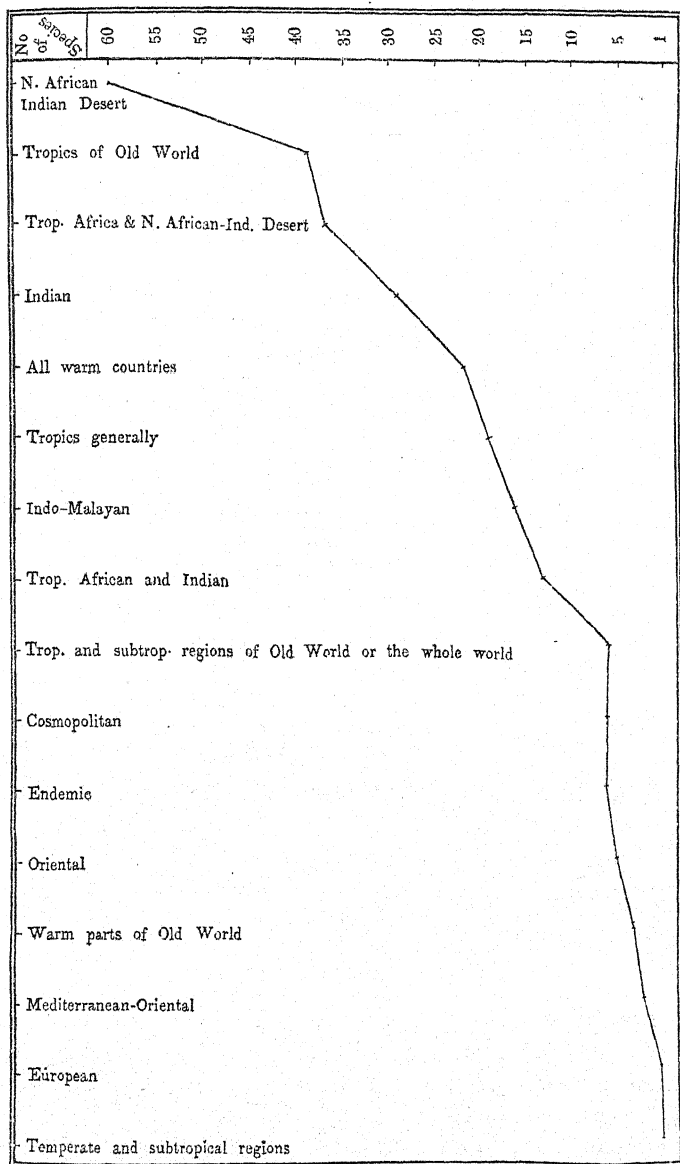 No of Species
60 55 50 45 40 35 30 25 20 15 10 5 1
N. African
Indian Desert
Tropics of Old World
Trop. Africa & N. African-Ind. Desert
Indian
All warm countries
Tropics generally
Indo-Malayan
Trop. African and Indian
Trop. and subtrop. regions of Old World or the whole world
Cosmopolitan
Endemic
Oriental
Warm parts of Old World
Mediterranean-Oriental
European
Temperate and subtropical regions